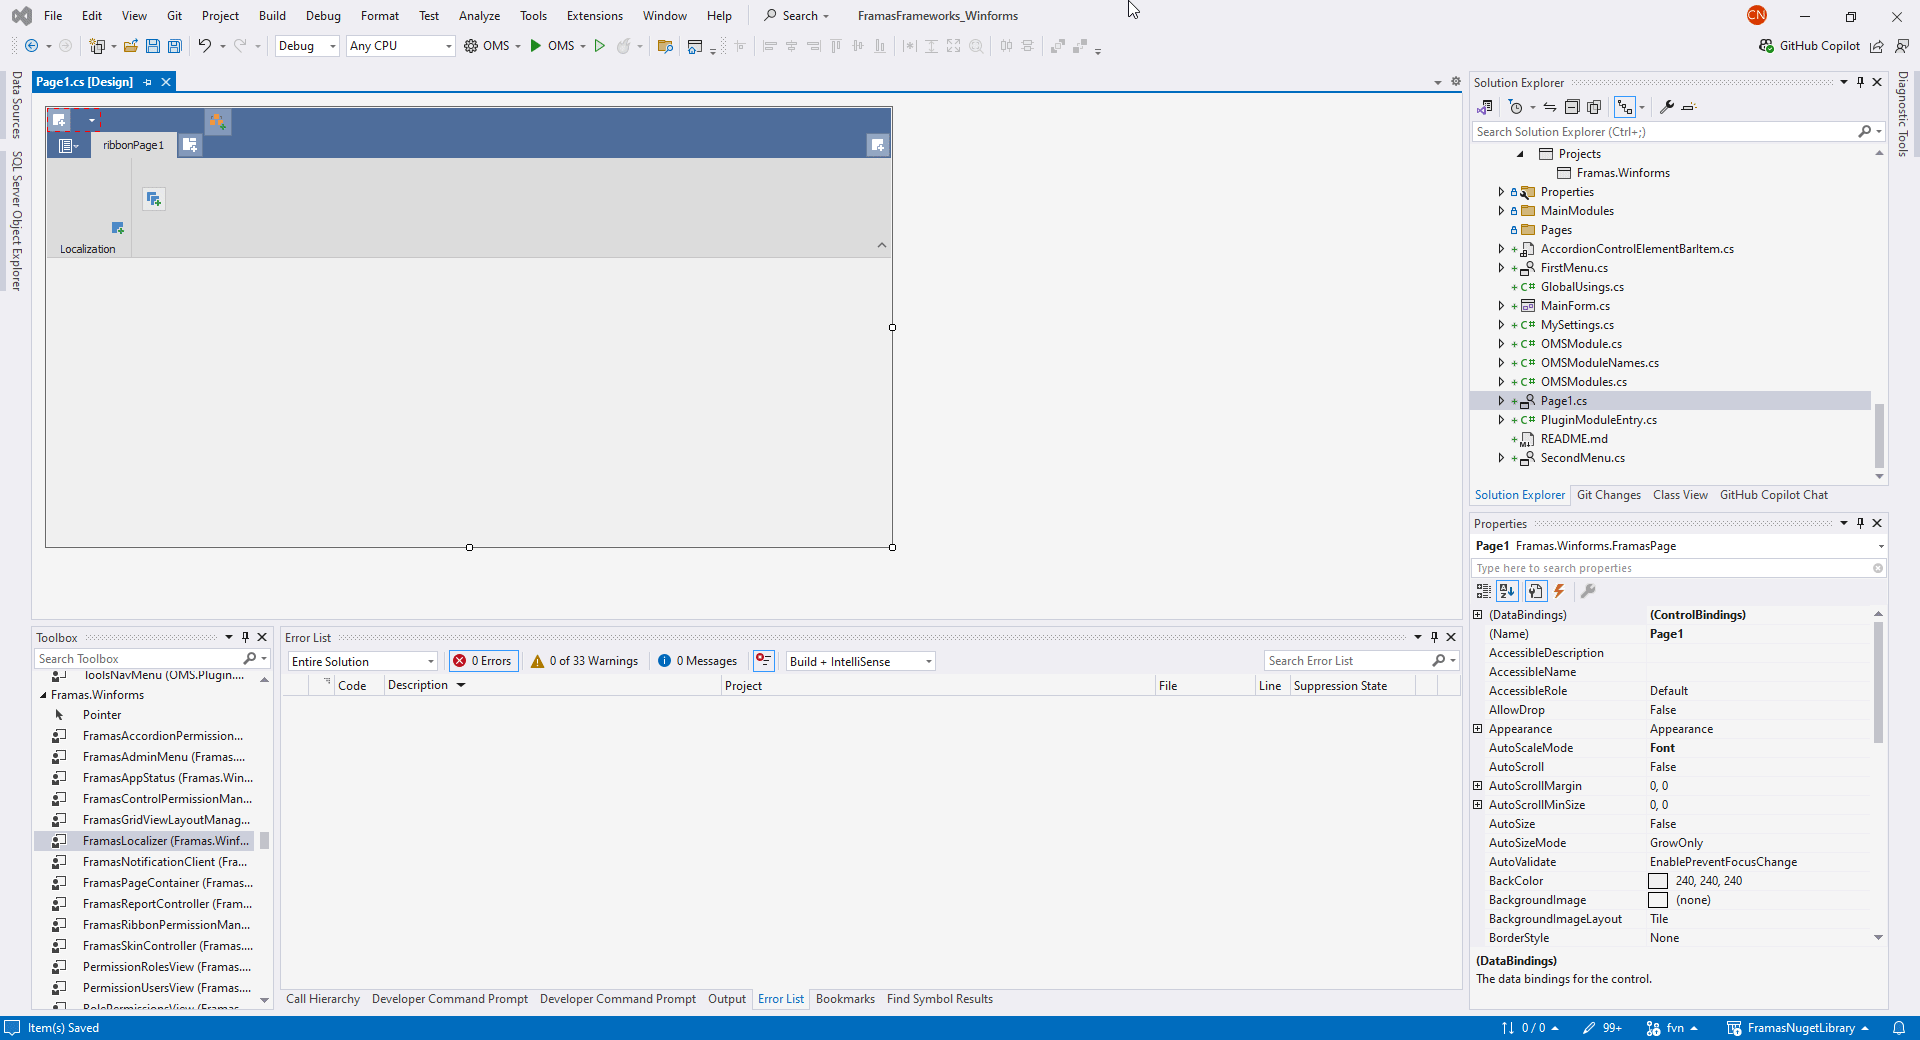 File Edit View Git Project Build Debug Format Test Analyze Tools Extensions Window Help Search FramasFrameworks_Winforms CN
Debug Any CPU OMS OMS GitHub Copilot
Data Sources
SQL Server Object Explorer
Page1.cs [Design]
ribbonPage1
Localization
Solution Explorer
Search Solution Explorer (Ctrl+;)
Projects
Framas.Winforms
Properties
MainModules
Pages
AccordionControlElementBarItem.cs
FirstMenu.cs
C# GlobalUsings.cs
MainForm.cs
C# MySettings.cs
C# OMSModule.cs
C# OMSModuleNames.cs
C# OMSModules.cs
Page1.cs
C# PluginModuleEntry.cs
README.md
SecondMenu.cs
Solution Explorer Git Changes Class View GitHub Copilot Chat
Diagnostic Tools
Properties
Page1 Framas.Winforms.FramasPage
Type here to search properties
(DataBindings) (ControlBindings)
(Name) Page1
AccessibleDescription
AccessibleName
AccessibleRole Default
AllowDrop False
Appearance Appearance
AutoScaleMode Font
AutoScroll False
AutoScrollMargin 0, 0
AutoScrollMinSize 0, 0
AutoSize False
AutoSizeMode GrowOnly
AutoValidate EnablePreventFocusChange
BackColor 240, 240, 240
BackgroundImage (none)
BackgroundImageLayout Tile
BorderStyle None
(DataBindings)
The data bindings for the control.
Toolbox
Search Toolbox
ToolsNavMenu (OMS.Plugin....
Framas.Winforms
Pointer
FramasAccordionPermission...
FramasAdminMenu (Framas....
FramasAppStatus (Framas.Win...
FramasControlPermissionMan...
FramasGridViewLayoutManag...
FramasLocalizer (Framas.Winf...
FramasNotificationClient (Fra...
FramasPageContainer (Framas...
FramasReportController (Fram...
FramasRibbonPermissionMan...
FramasSkinController (Framas....
PermissionRolesView (Framas....
PermissionUsersView (Framas....
RolePermissionsView (Framas....
Error List
Entire Solution 0 Errors 0 of 33 Warnings 0 Messages Build + IntelliSense Search Error List
Code Description Project File Line Suppression State
Call Hierarchy Developer Command Prompt Developer Command Prompt Output Error List Bookmarks Find Symbol Results
Item(s) Saved 0 / 0 99+ fvn FramasNugetLibrary